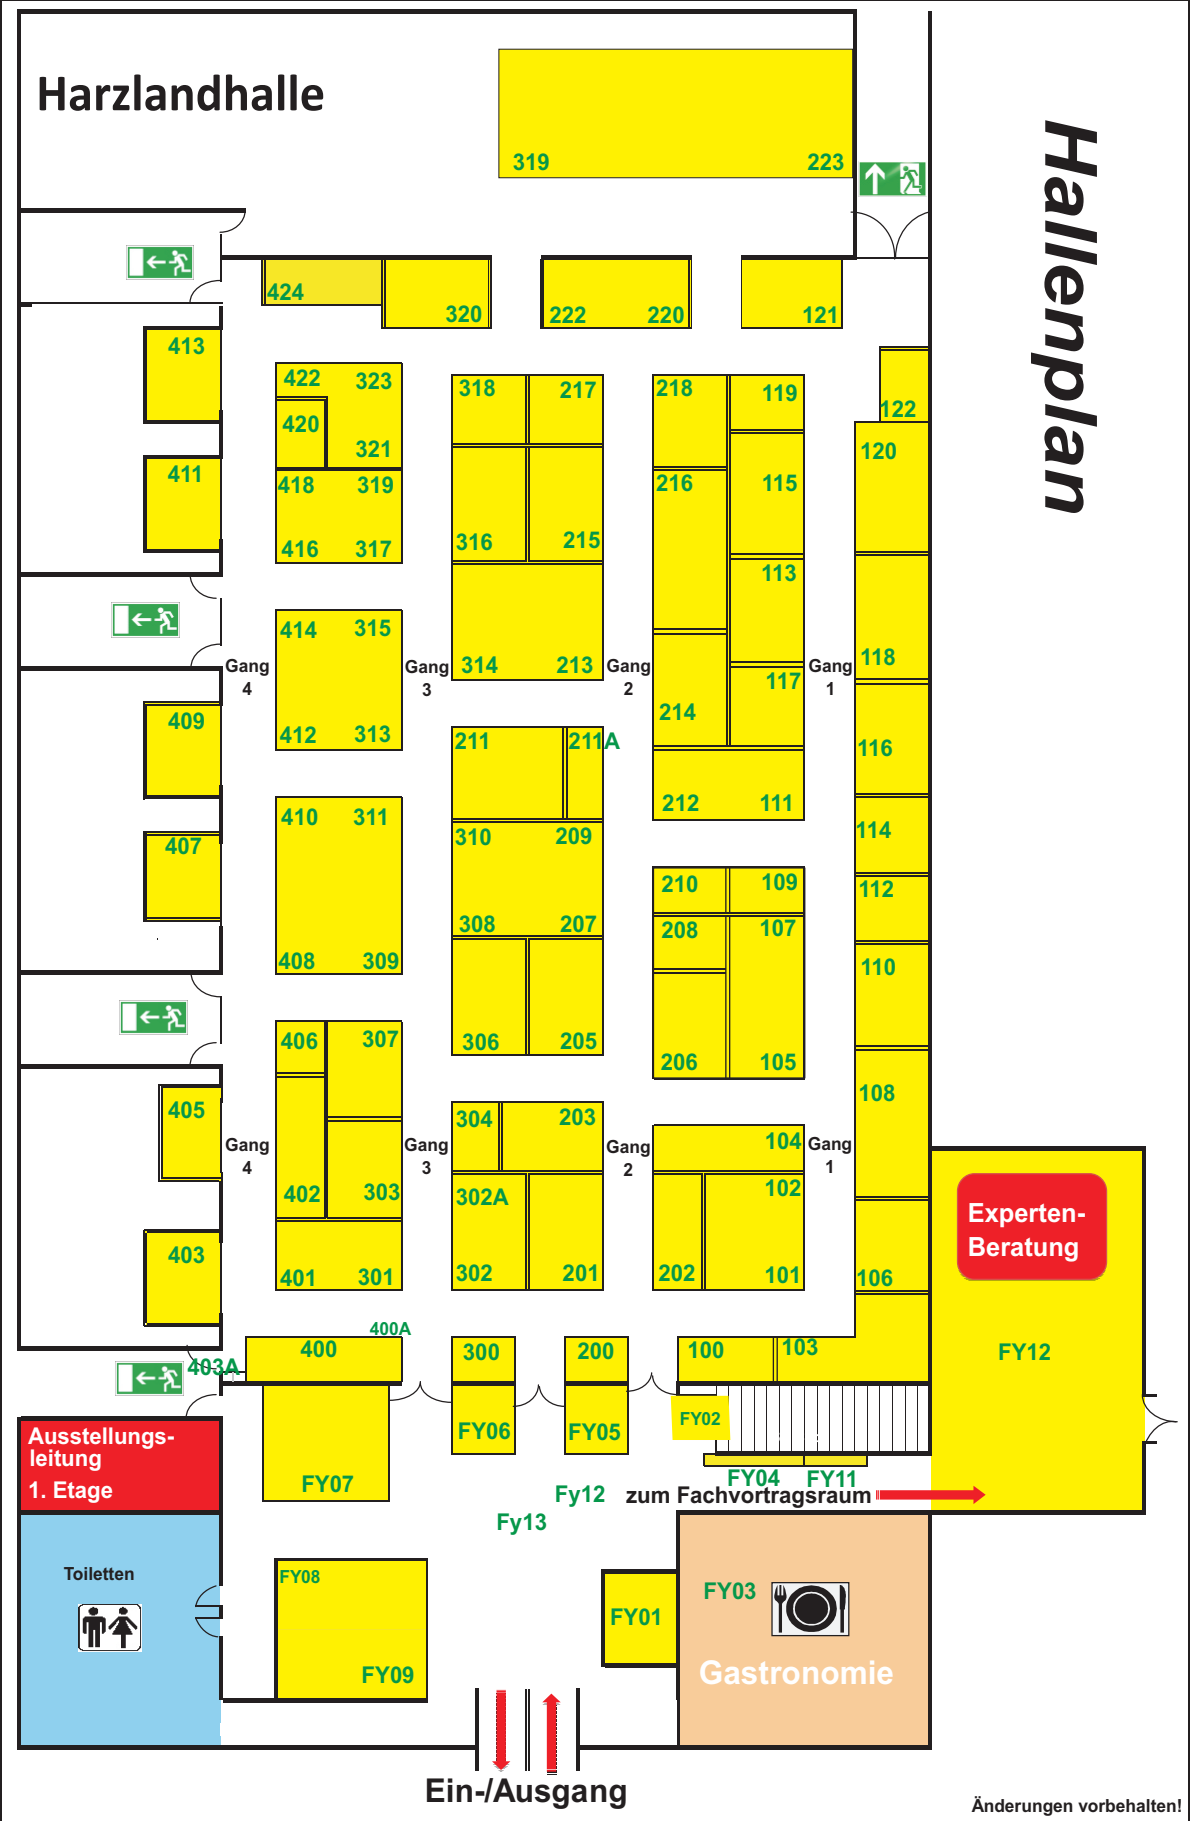 Harzlandhalle
Hallenplan
319 223
424
320
222 220
121
413
422 323
318 217
218 119
122
420
321
120
411
418 319
216 115
416 317
316 215
113
414 315
118
Gang
4
Gang
3
314 213
Gang
2
117
Gang
1
409
412 313
214
211 211A
116
212 111
410 311
407
310 209
114
210 109
112
308 207
208 107
408 309
110
406 307
306 205
206 105
405
108
304 203
Gang
4
Gang
3
Gang
2
104
Gang
1
402 303
302A
102
Experten-
Beratung
403
401 301
302 201
202 101
106
400A
400
300
200
100 103
FY12
403A
FY02
FY06
FY05
Ausstellungs-
leitung
1. Etage
FY07
FY04 FY11
Fy12
zum Fachvortragsraum
Fy13
Toiletten
FY08
FY03
FY01
FY09
Gastronomie
Ein-/Ausgang
Änderungen vorbehalten!